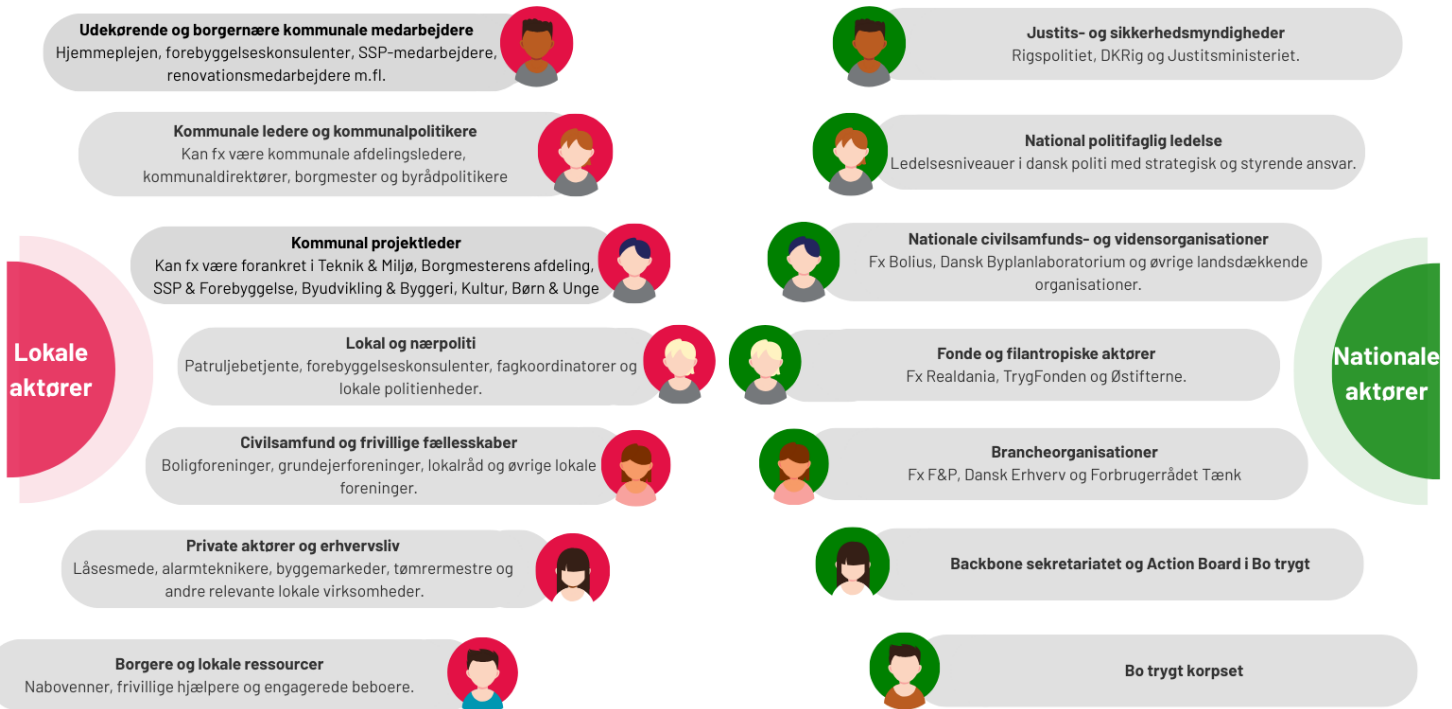 Udekørende og borgernære kommunale medarbejdere
Hjemmeplejen, forebyggelseskonsulenter, SSP-medarbejdere,
renovationsmedarbejdere m.fl.
Kommunale ledere og kommunalpolitikere
Kan fx være kommunale afdelingsledere,
kommunaldirektører, borgmester og byrådpolitikere
Kommunal projektleder
Kan fx være forankret i Teknik & Miljø, Borgmesterens afdeling,
SSP & Forebyggelse, Byudvikling & Byggeri, Kultur, Børn & Unge
Lokale
aktører
Lokal og nærpoliti
Patruljebetjente, forebyggelseskonsulenter, fagkoordinatorer og
lokale politienheder.
Civilsamfund og frivillige fællesskaber
Boligforeninger, grundejerforeninger, lokalråd og øvrige lokale
foreninger.
Private aktører og erhvervsliv
Låsesmede, alarmteknikere, byggemarkeder, tømrermestre og
andre relevante lokale virksomheder.
Borgere og lokale ressourcer
Nabovenner, frivillige hjælpere og engagerede beboere.
Justits- og sikkerhedsmyndigheder
Rigspolitiet, DKRig og Justitsministeriet.
National politifaglig ledelse
Ledelsesniveauer i dansk politi med strategisk og styrende ansvar.
Nationale civilsamfunds- og vidensorganisationer
Fx Bolius, Dansk Byplanlaboratorium og øvrige landsdækkende
organisationer.
Fonde og filantropiske aktører
Fx Realdania, TrygFonden og Østifterne.
Nationale
aktører
Brancheorganisationer
Fx F&P, Dansk Erhverv og Forbrugerrådet Tænk
Backbone sekretariatet og Action Board i Bo trygt
Bo trygt korpset